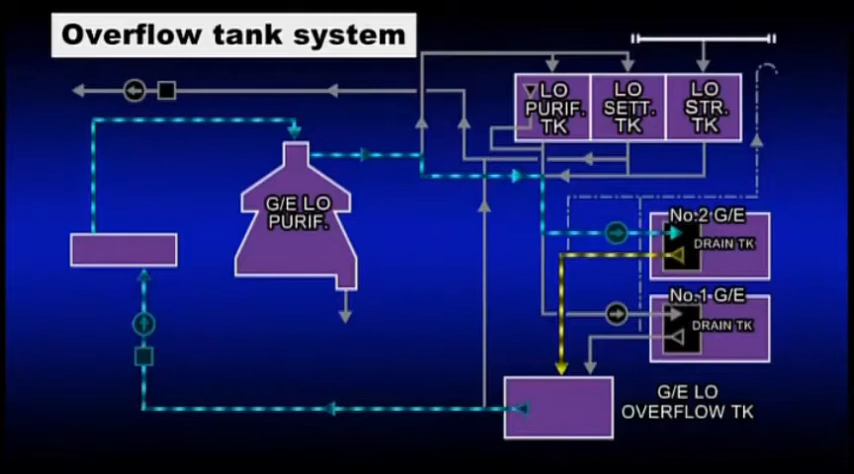 Overflow tank system
LO
PURIF.
TK
LO
SETT.
TK
LO
STR.
TK
G/E LO
PURIF.
No.2 G/E
DRAIN TK
No.1 G/E
DRAIN TK
G/E LO
OVERFLOW TK